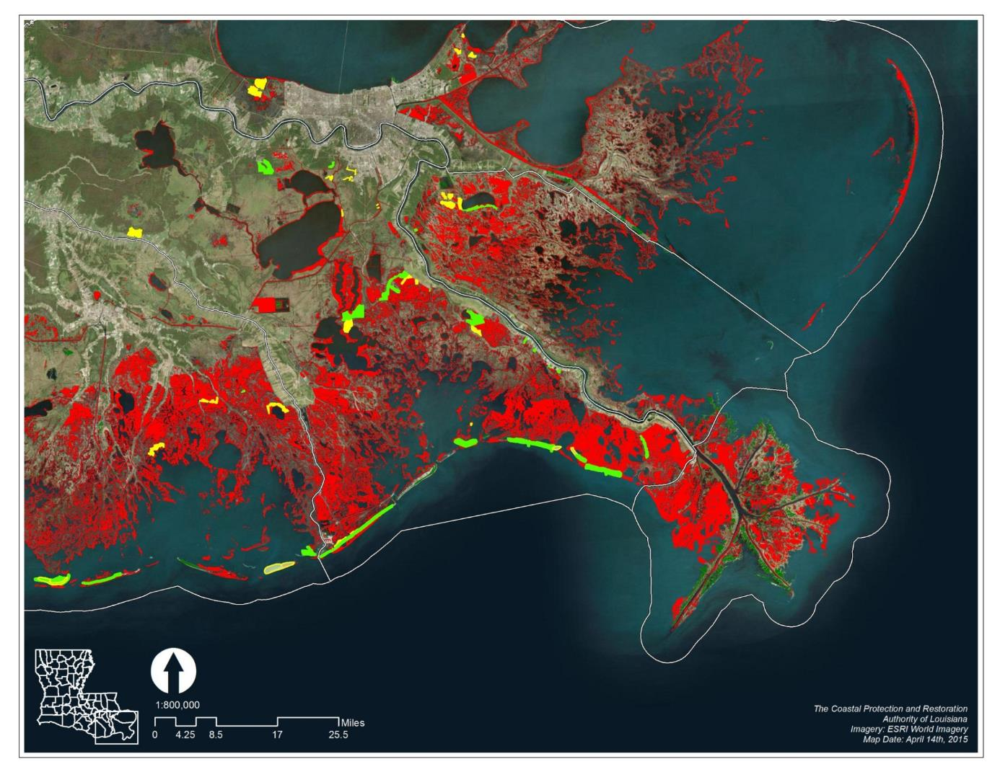 1:800,000
Miles
0 4.25 8.5 17 25.5
The Coastal Protection and Restoration
Authority of Louisiana
Imagery: ESRI World Imagery
Map Date: April 14th, 2015